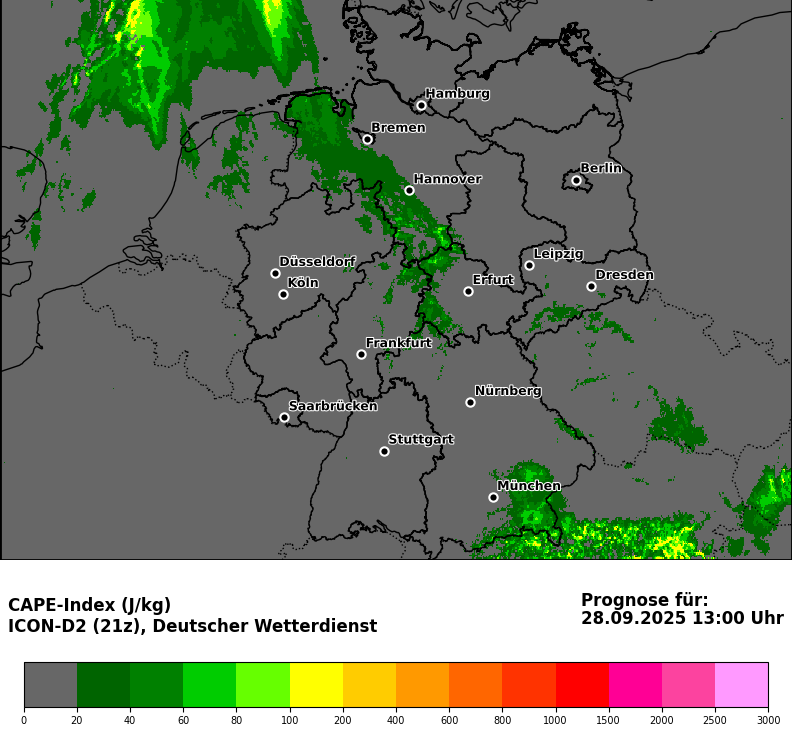 Hamburg
Bremen
Berlin
Hannover
Leipzig
Düsseldorf
Dresden
Erfurt
Köln
Frankfurt
Nürnberg
Saarbrücken
Stuttgart
München
CAPE-Index (J/kg)
ICON-D2 (21z), Deutscher Wetterdienst
Prognose für:
28.09.2025 13:00 Uhr
0 20 40 60 80 100 200 400 600 800 1000 1500 2000 2500 3000